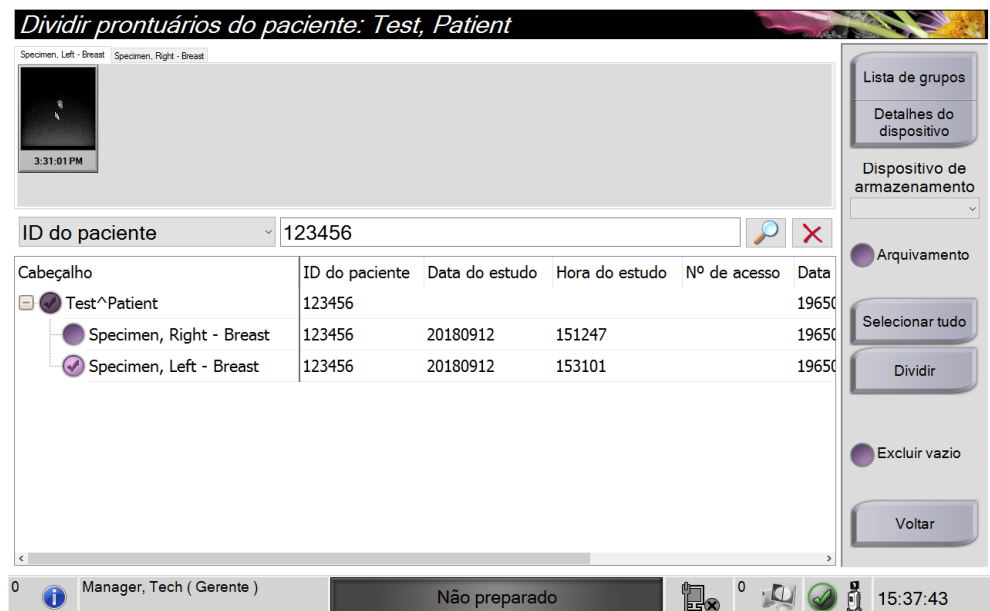 Dividir prontuários do paciente: Test, Patient
Specimen, Left - Breast Specimen, Right - Breast
3:31:01 PM
Lista de grupos
Detalhes do
dispositivo
Dispositivo de
armazenamento
ID do paciente 123456
Arquivamento
Cabeçalho ID do paciente Data do estudo Hora do estudo Nº de acesso Data
Test^Patient 123456 19650
Specimen, Right - Breast 123456 20180912 151247 19650
Specimen, Left - Breast 123456 20180912 153101 19650
Selecionar tudo
Dividir
Excluir vazio
Voltar
0 Manager, Tech ( Gerente ) Não preparado 0 15:37:43